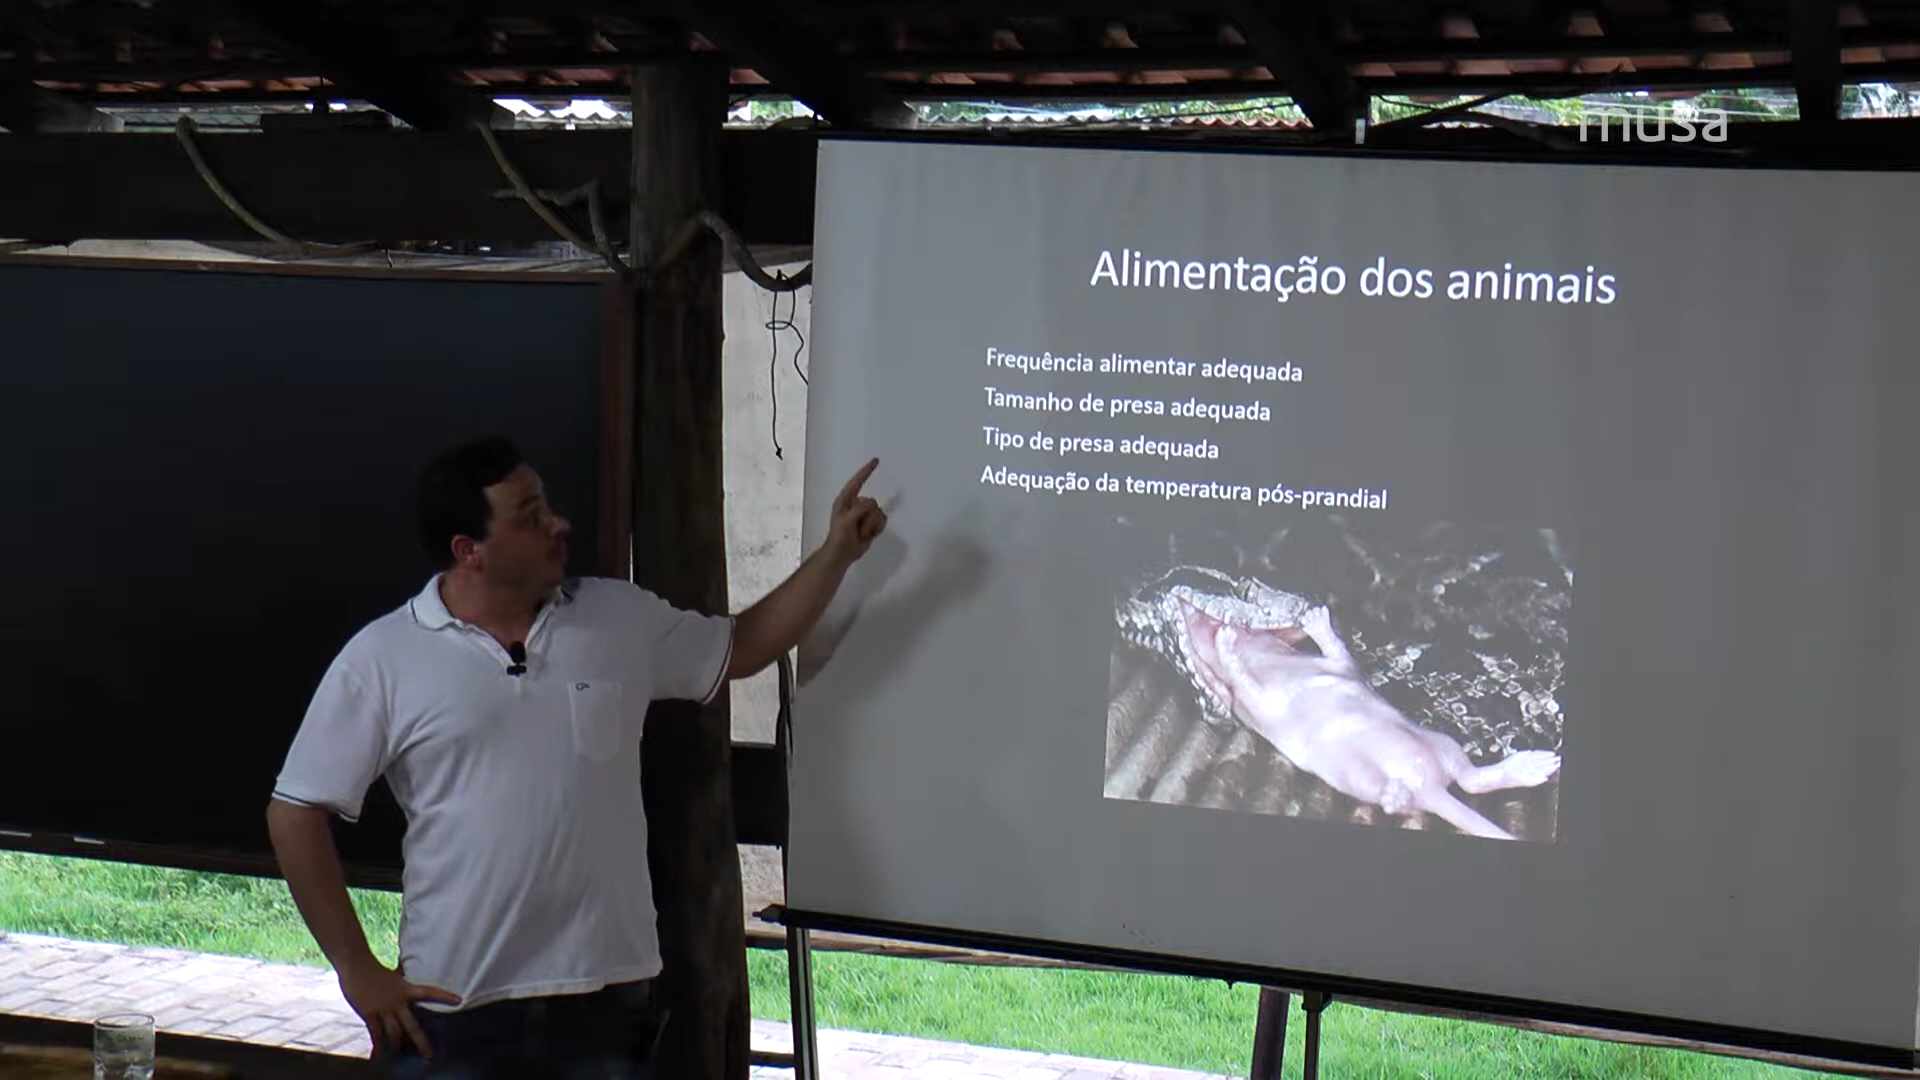 musa
Alimentação dos animais
Frequência alimentar adequada
Tamanho de presa adequada
Tipo de presa adequada
Adequação da temperatura pós-prandial